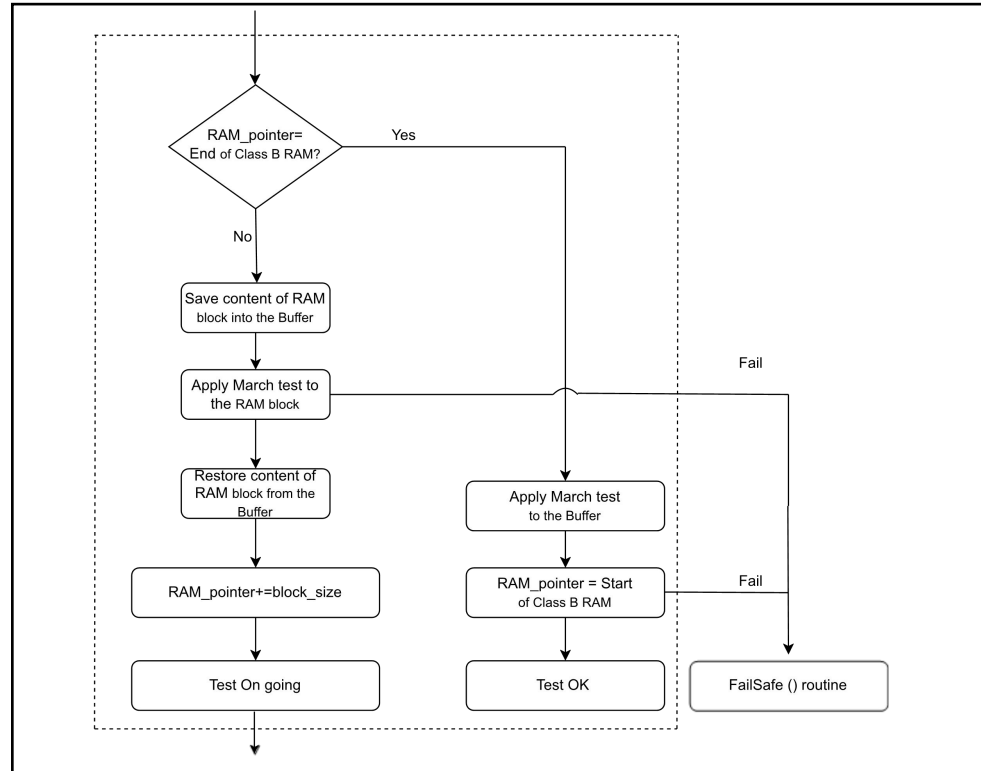 RAM_pointer=
End of Class B RAM?
Yes
No
Save content of RAM
block into the Buffer
Fail
Apply March test to
the RAM block
Restore content of
RAM block from the
Buffer
Apply March test
to the Buffer
RAM_pointer+=block_size
RAM_pointer = Start
of Class B RAM
Fail
Test On going
Test OK
FailSafe () routine